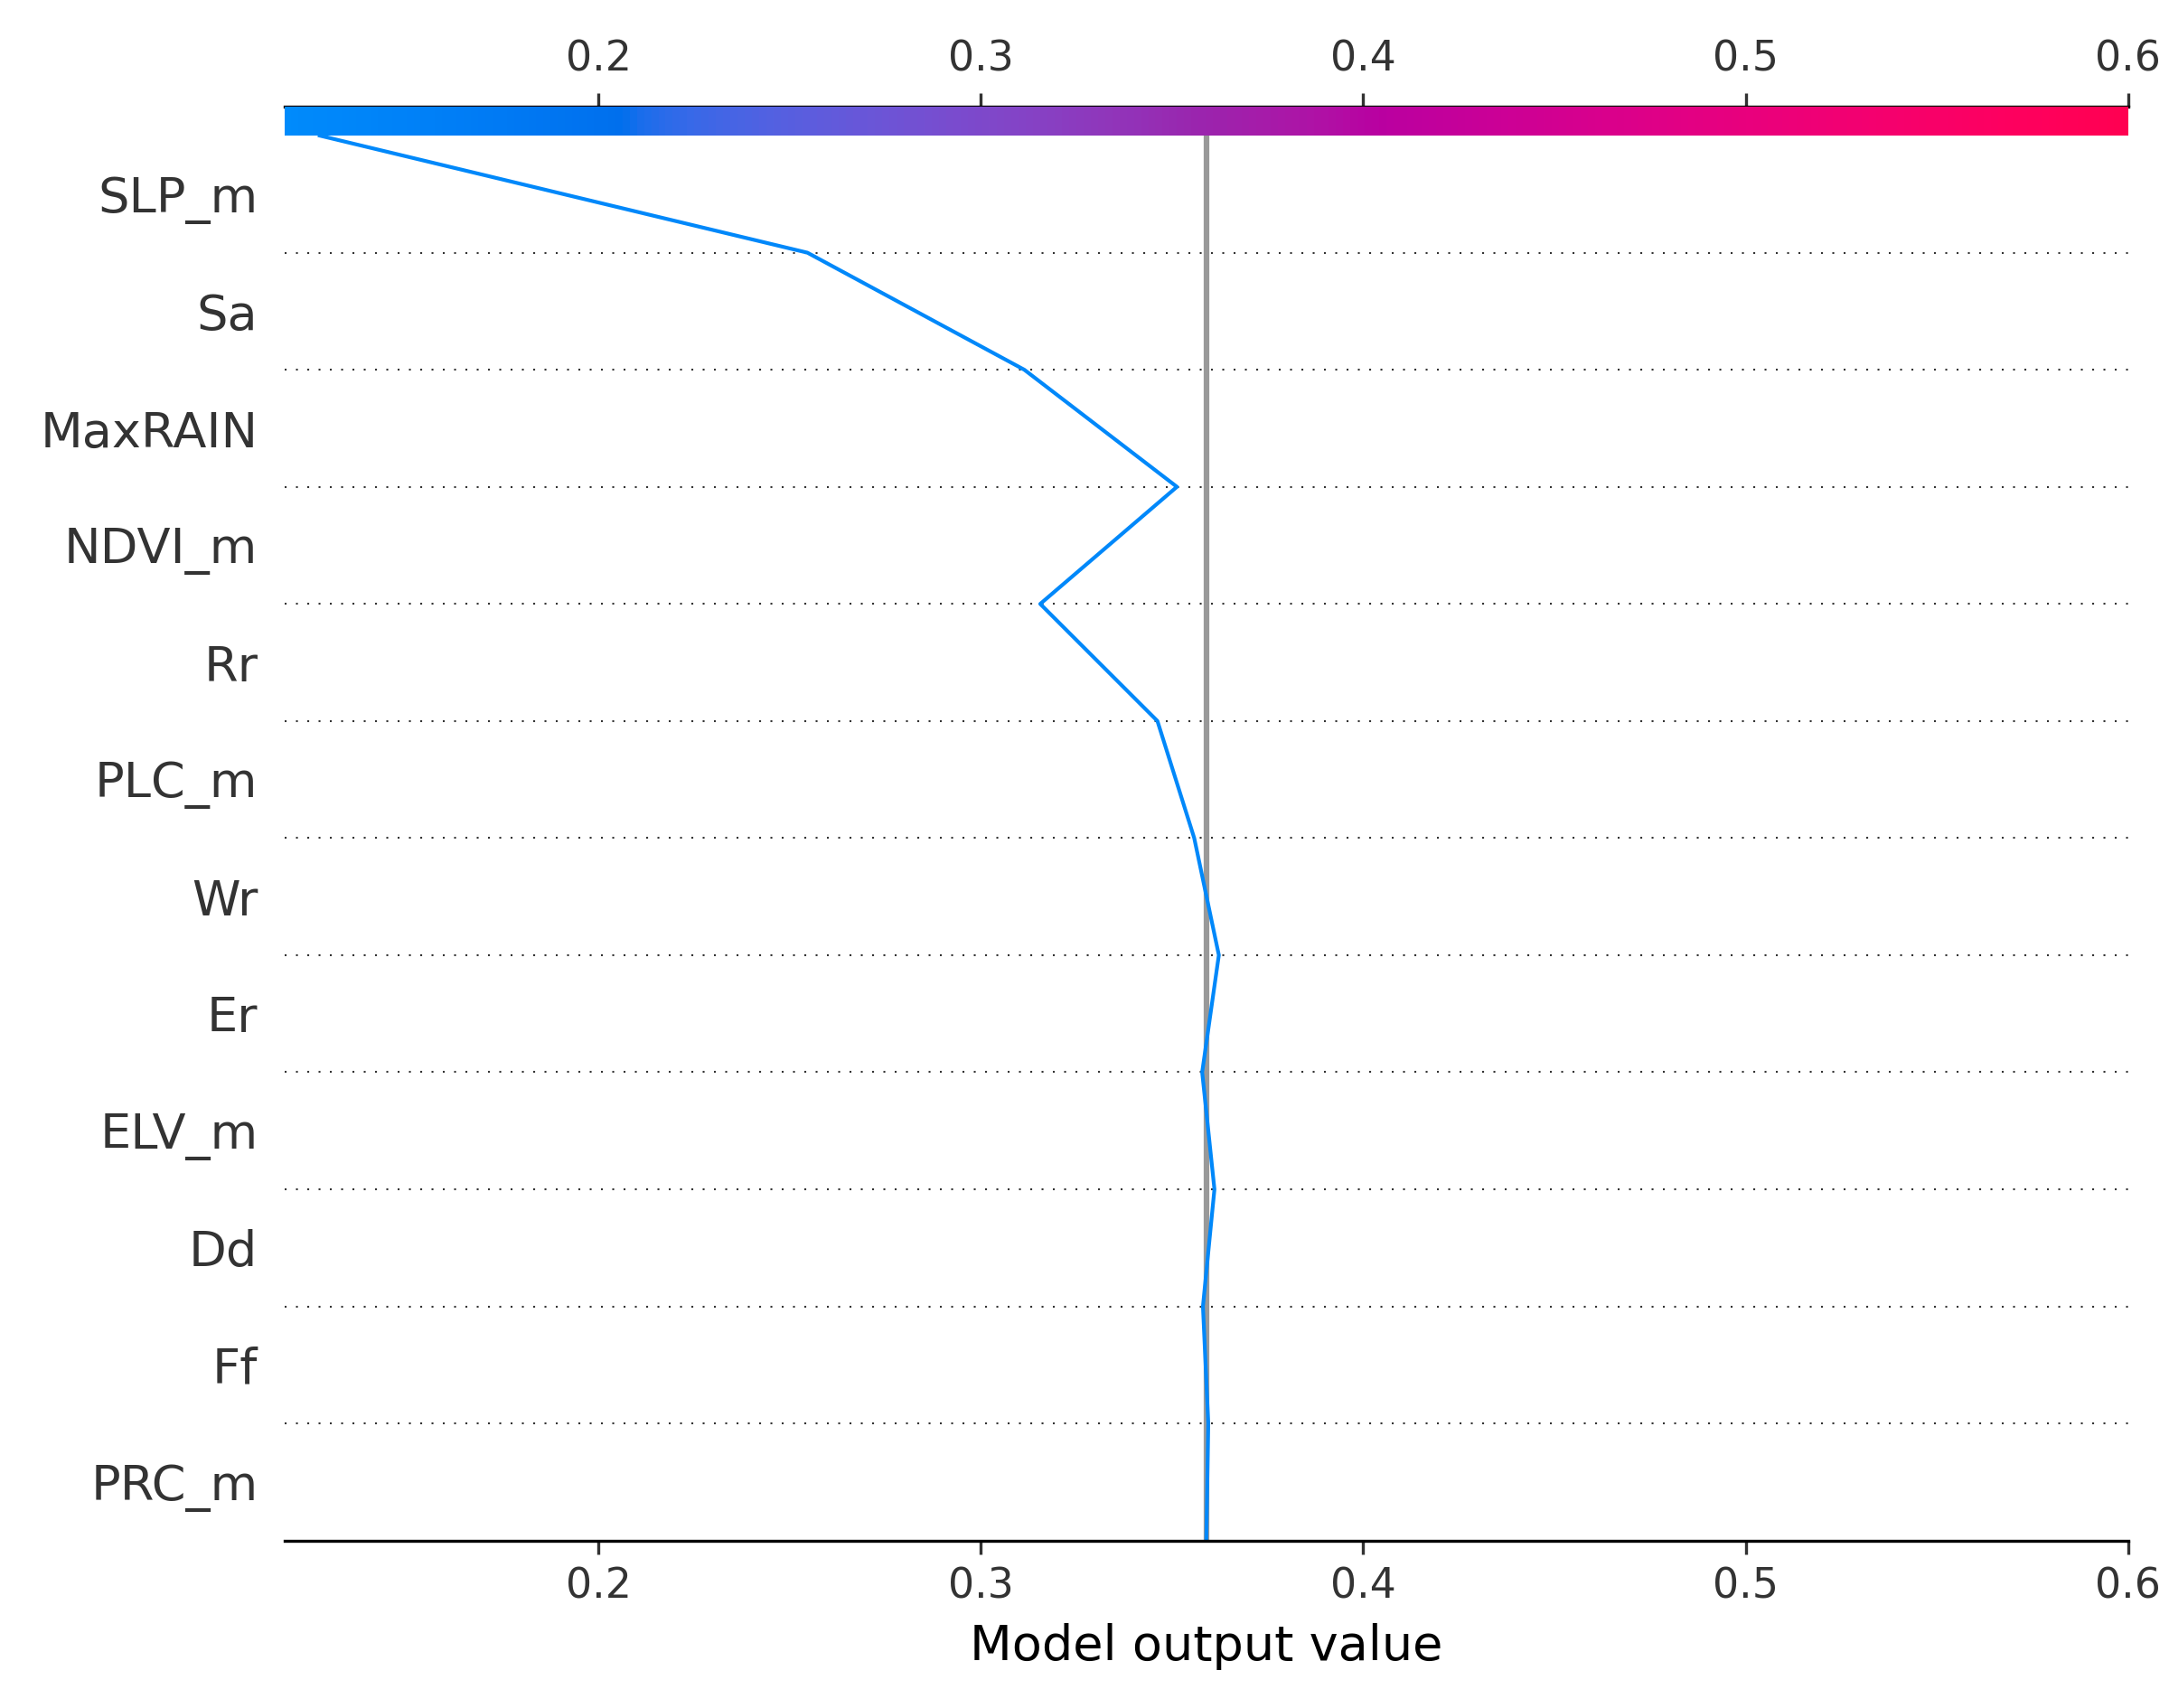 0.2 0.3 0.4 0.5 0.6
SLP_m
Sa
MaxRAIN
NDVI_m
Rr
PLC_m
Wr
Er
ELV_m
Dd
Ff
PRC_m
0.2 0.3 0.4 0.5 0.6
Model output value